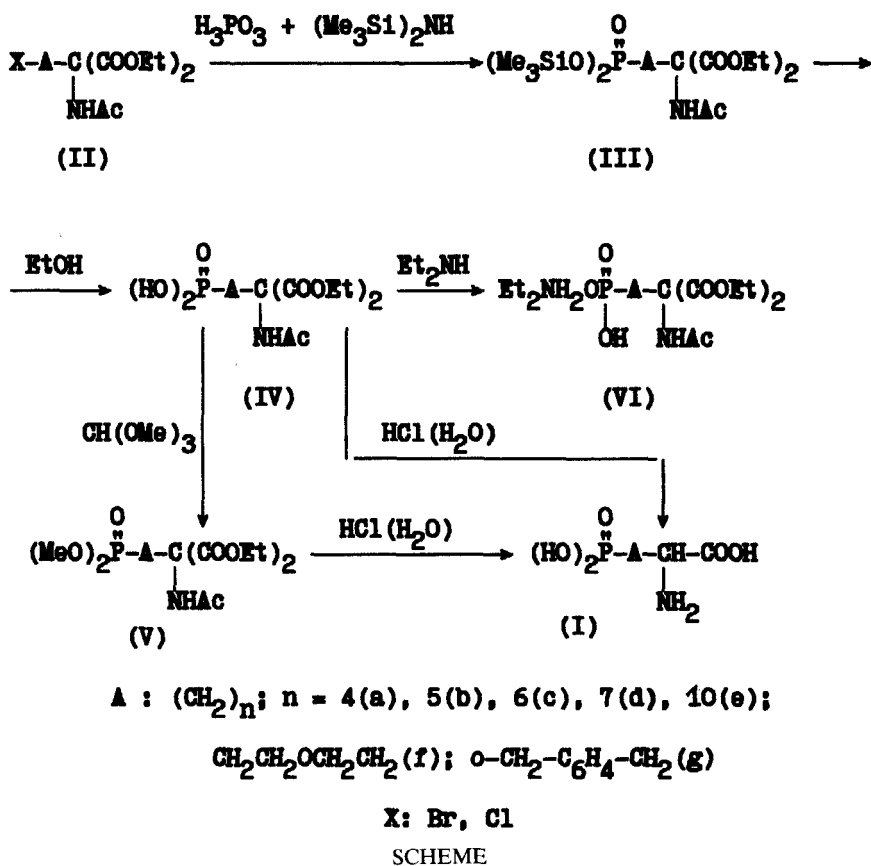 H3PO3 + (Me3Si)2NH
O
X-A-C(COOEt)2 (Me3SiO)2P-A-C(COOEt)2
NHAc NHAc
(II) (III)
O O
EtOH (HO)2P-A-C(COOEt)2 Et2NH Et2NH2OP-A-C(COOEt)2
NHAc OH NHAc
(IV) (VI)
CH(OMe)3 HCl(H2O)
O O
(MeO)2P-A-C(COOEt)2 HCl(H2O) (HO)2P-A-CH-COOH
NHAc NH2
(V) (I)
A : (CH2)n; n = 4(a), 5(b), 6(c), 7(d), 10(e);
CH2CH2OCH2CH2(f); o-CH2-C6H4-CH2(g)
X: Br, Cl
SCHEME